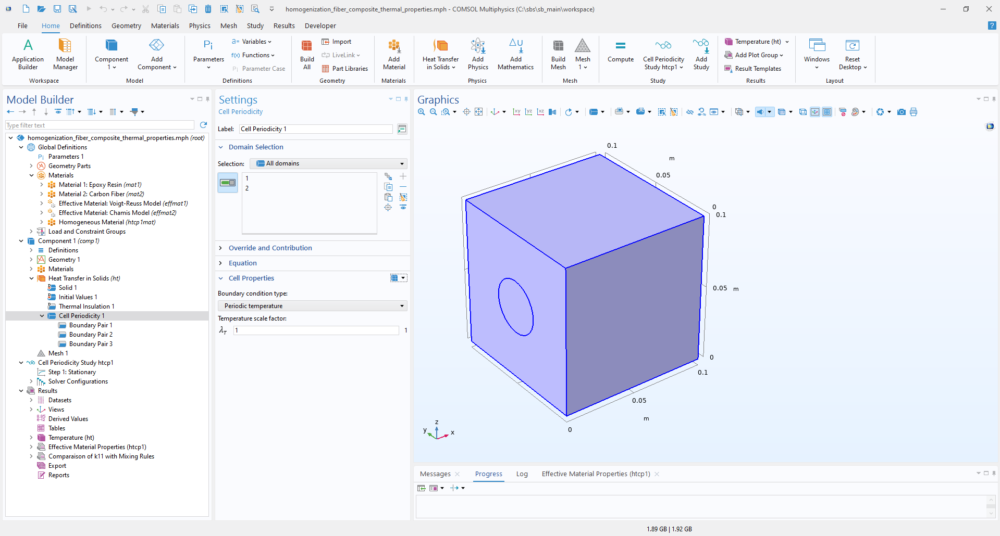 homogenization_fiber_composite_thermal_properties.mph - COMSOL Multiphysics (C:\sbs\sb_main\workspace)
File Home Definitions Geometry Materials Physics Mesh Study Results Developer
?
Application Builder
Model Manager
Workspace
Component 1
Add Component
Model
Pi
Parameters
a= Variables
f(x) Functions
Pi Parameter Case
Definitions
Build All
Import
LiveLink
Part Libraries
Geometry
Add Material
Materials
Heat Transfer in Solids
Add Physics
Add Mathematics
Physics
Build Mesh
Mesh 1
Mesh
Compute
Cell Periodicity Study htcp1
Add Study
Study
Temperature (ht)
Add Plot Group
Result Templates
Results
Windows
Reset Desktop
Layout
Model Builder
Type filter text
homogenization_fiber_composite_thermal_properties.mph (root)
Global Definitions
Pi Parameters 1
Geometry Parts
Materials
Material 1: Epoxy Resin (mat1)
Material 2: Carbon Fiber (mat2)
Effective Material: Voigt-Reuss Model (effmat1)
Effective Material: Chamis Model (effmat2)
Homogeneous Material (htcp1mat)
Load and Constraint Groups
Component 1 (comp1)
Definitions
Geometry 1
Materials
Heat Transfer in Solids (ht)
Solid 1
Initial Values 1
Thermal Insulation 1
Cell Periodicity 1
Boundary Pair 1
Boundary Pair 2
Boundary Pair 3
Mesh 1
Cell Periodicity Study htcp1
Step 1: Stationary
Solver Configurations
Results
Datasets
Views
8.85 e-12 Derived Values
Tables
Temperature (ht)
Effective Material Properties (htcp1)
Comparaison of k11 with Mixing Rules
Export
Reports
Settings
Cell Periodicity
Label: Cell Periodicity 1
Domain Selection
Selection: All domains
1
2
Override and Contribution
Equation
Cell Properties
Boundary condition type:
Periodic temperature
Temperature scale factor:
λT 1 1
Graphics
xy yz xz
0.1
m
0.05
0
0.1
0.05 m
0
0.1
0.05
m
0
z
y x
Messages Progress Log Effective Material Properties (htcp1)
1.89 GB | 1.92 GB